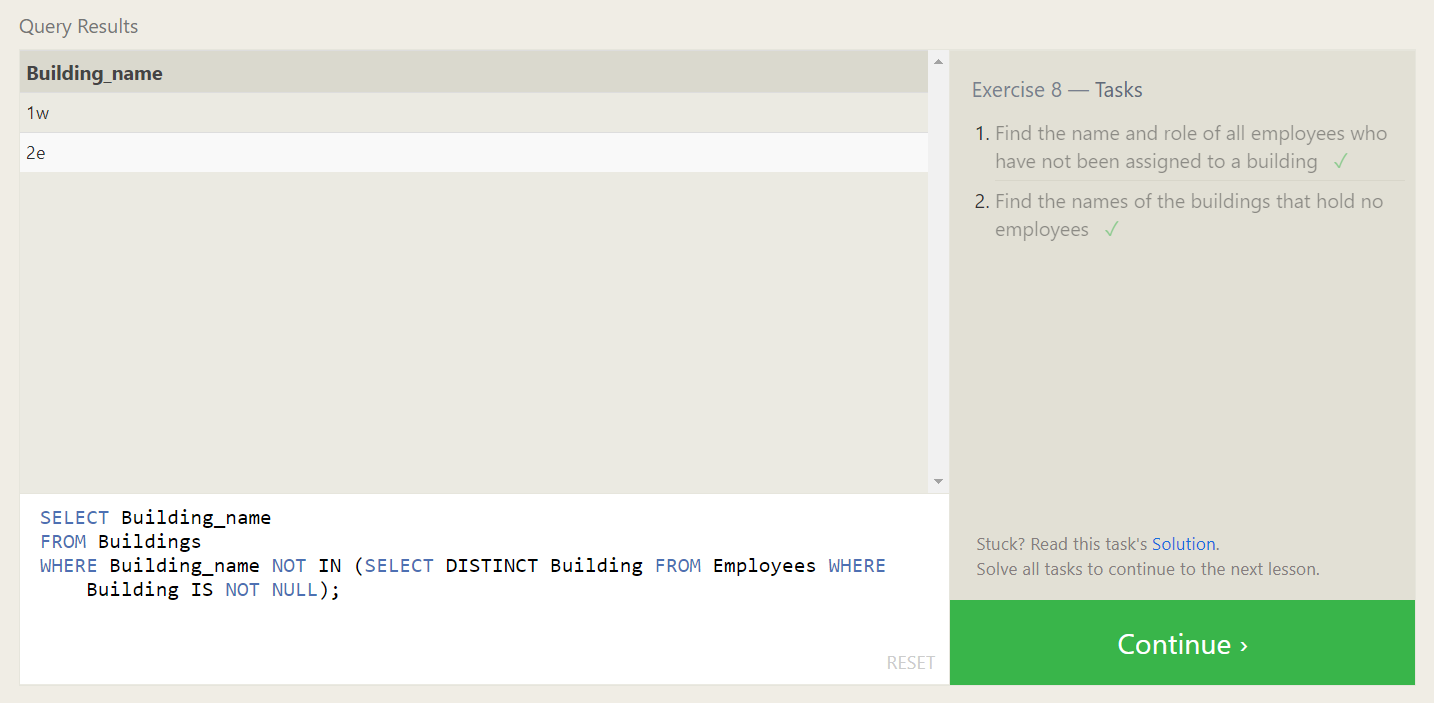 Query Results
Building_name
1w
2e
SELECT Building_name
FROM Buildings
WHERE Building_name NOT IN (SELECT DISTINCT Building FROM Employees WHERE
Building IS NOT NULL);
RESET
Exercise 8 — Tasks
1. Find the name and role of all employees who
have not been assigned to a building ✓
2. Find the names of the buildings that hold no
employees ✓
Stuck? Read this task's Solution.
Solve all tasks to continue to the next lesson.
Continue ›